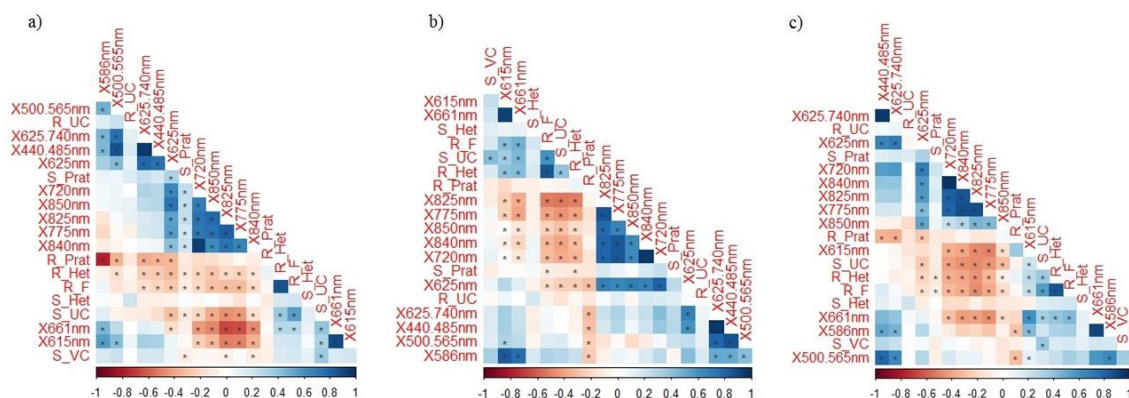 a)
X586nm
X500.565nm
R_UC
X625.740nm
X440.485nm
X625nm
S_Prat
X720nm
X850nm
X825nm
X775nm
X840nm
R_Prat
R_Het
R_F
S_Het
S_UC
X661nm
X615nm
X500.565nm
R_UC
X625.740nm
X440.485nm
X625nm
S_Prat
X720nm
X850nm
X825nm
X775nm
X840nm
R_Prat
R_Het
R_F
S_Het
S_UC
X661nm
X615nm
S_VC
-1 -0.8 -0.6 -0.4 -0.2 0 0.2 0.4 0.6 0.8 1
b)
S_VC
X615nm
X661nm
S_Het
R_F
S_UC
R_Het
R_Prat
X825nm
X775nm
X850nm
X840nm
X720nm
S_Prat
X625nm
R_UC
X625.740nm
X440.485nm
X500.565nm
X615nm
X661nm
S_Het
R_F
S_UC
R_Het
R_Prat
X825nm
X775nm
X850nm
X840nm
X720nm
S_Prat
X625nm
R_UC
X625.740nm
X440.485nm
X500.565nm
X586nm
-1 -0.8 -0.6 -0.4 -0.2 0 0.2 0.4 0.6 0.8 1
c)
X440.485nm
X625.740nm
R_UC
X625nm
S_Prat
X720nm
X840nm
X825nm
X775nm
X850nm
R_Prat
X615nm
S_UC
R_Het
R_F
S_Het
X661nm
X586nm
S_VC
X625.740nm
R_UC
X625nm
S_Prat
X720nm
X840nm
X825nm
X775nm
X850nm
R_Prat
X615nm
S_UC
R_Het
R_F
S_Het
X661nm
X586nm
S_VC
X500.565nm
-1 -0.8 -0.6 -0.4 -0.2 0 0.2 0.4 0.6 0.8 1